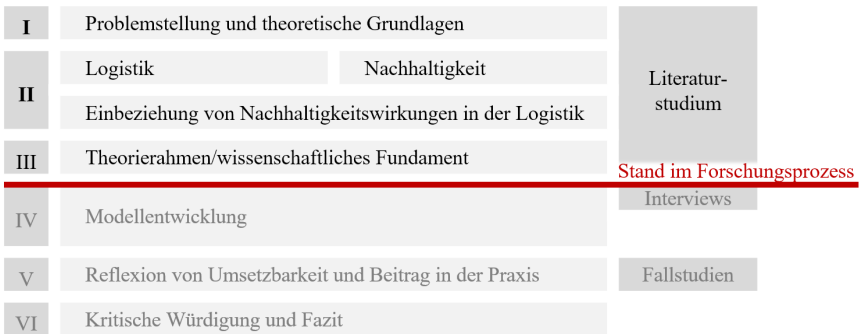 I Problemstellung und theoretische Grundlagen
II Logistik Nachhaltigkeit
Einbeziehung von Nachhaltigkeitswirkungen in der Logistik
Literatur-
studium
III Theorierahmen/wissenschaftliches Fundament
Stand im Forschungsprozess
IV Modellentwicklung
Interviews
V Reflexion von Umsetzbarkeit und Beitrag in der Praxis
Fallstudien
VI Kritische Würdigung und Fazit